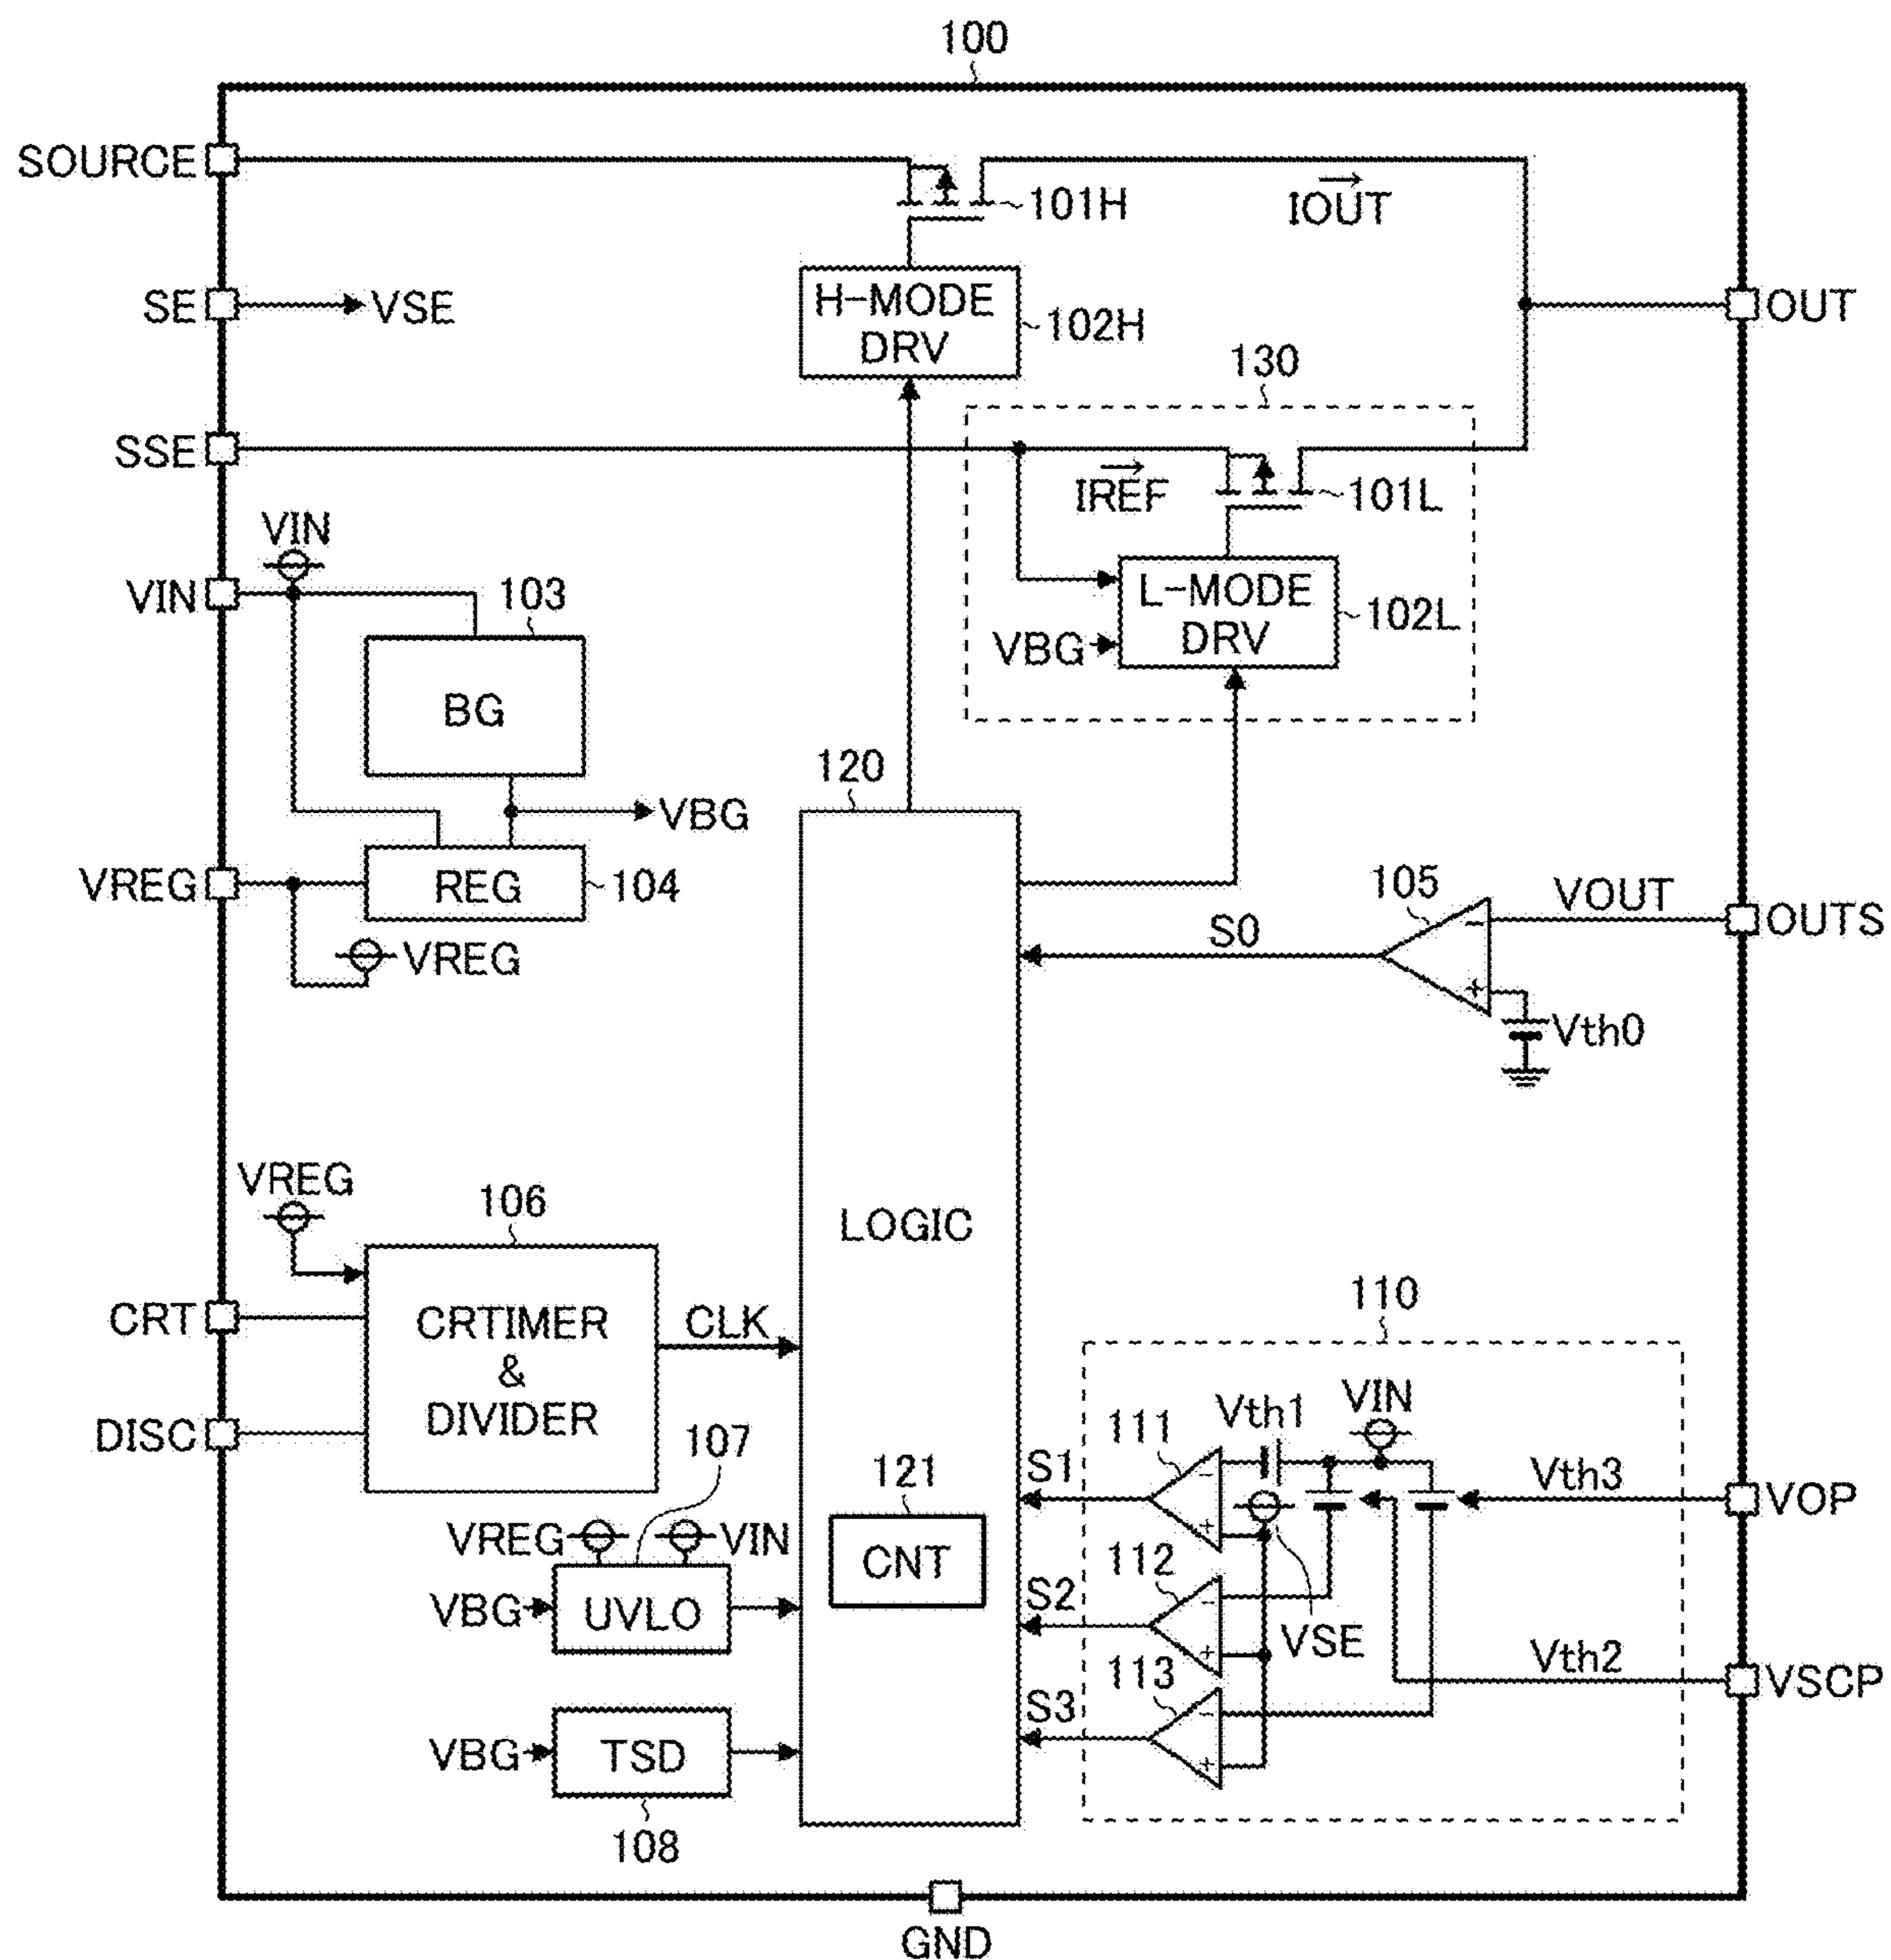 100
SOURCE
101H
IOUT
SE
VSE
H-MODE
DRV
102H
OUT
130
SSE
IREF
101L
VIN
VIN
103
L-MODE
DRV
102L
VBG
BG
120
VBG
VREG
REG
104
VREG
105
VOUT
OUTS
S0
-
+
Vth0
VREG
106
LOGIC
110
CRT
CRTIMER
&
DIVIDER
CLK
DISC
107
121
CNT
111
Vth1
VIN
S1
-
+
Vth3
VOP
VREG
VIN
VBG
UVLO
112
S2
-
+
VSE
Vth2
VSCP
113
S3
-
+
VBG
TSD
108
GND